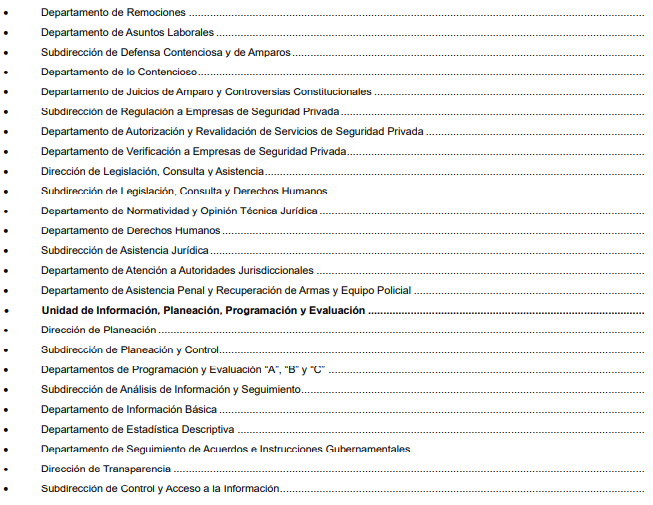 • Departamento de Remociones ........................................
• Departamento de Asuntos Laborales ........................................
• Subdirección de Defensa Contenciosa y de Amparos ........................................
• Departamento de lo Contencioso ........................................
• Departamento de Juicios de Amparo y Controversias Constitucionales ........................................
• Subdirección de Regulación a Empresas de Seguridad Privada ........................................
• Departamento de Autorización y Revalidación de Servicios de Seguridad Privada ........................................
• Departamento de Verificación a Empresas de Seguridad Privada ........................................
• Dirección de Legislación, Consulta y Asistencia ........................................
• Subdirección de Legislación, Consulta y Derechos Humanos
• Departamento de Normatividad y Opinión Técnica Jurídica ........................................
• Departamento de Derechos Humanos ........................................
• Subdirección de Asistencia Jurídica ........................................
• Departamento de Atención a Autoridades Jurisdiccionales ........................................
• Departamento de Asistencia Penal y Recuperación de Armas y Equipo Policial ........................................
• Unidad de Información, Planeación, Programación y Evaluación ........................................
• Dirección de Planeación ........................................
• Subdirección de Planeación y Control ........................................
• Departamentos de Programación y Evaluación “A”, “B” y “C” ........................................
• Subdirección de Análisis de Información y Seguimiento ........................................
• Departamento de Información Básica ........................................
• Departamento de Estadística Descriptiva ........................................
• Departamento de Seguimiento de Acuerdos e Instrucciones Gubernamentales
• Dirección de Transparencia ........................................
• Subdirección de Control y Acceso a la Información ........................................